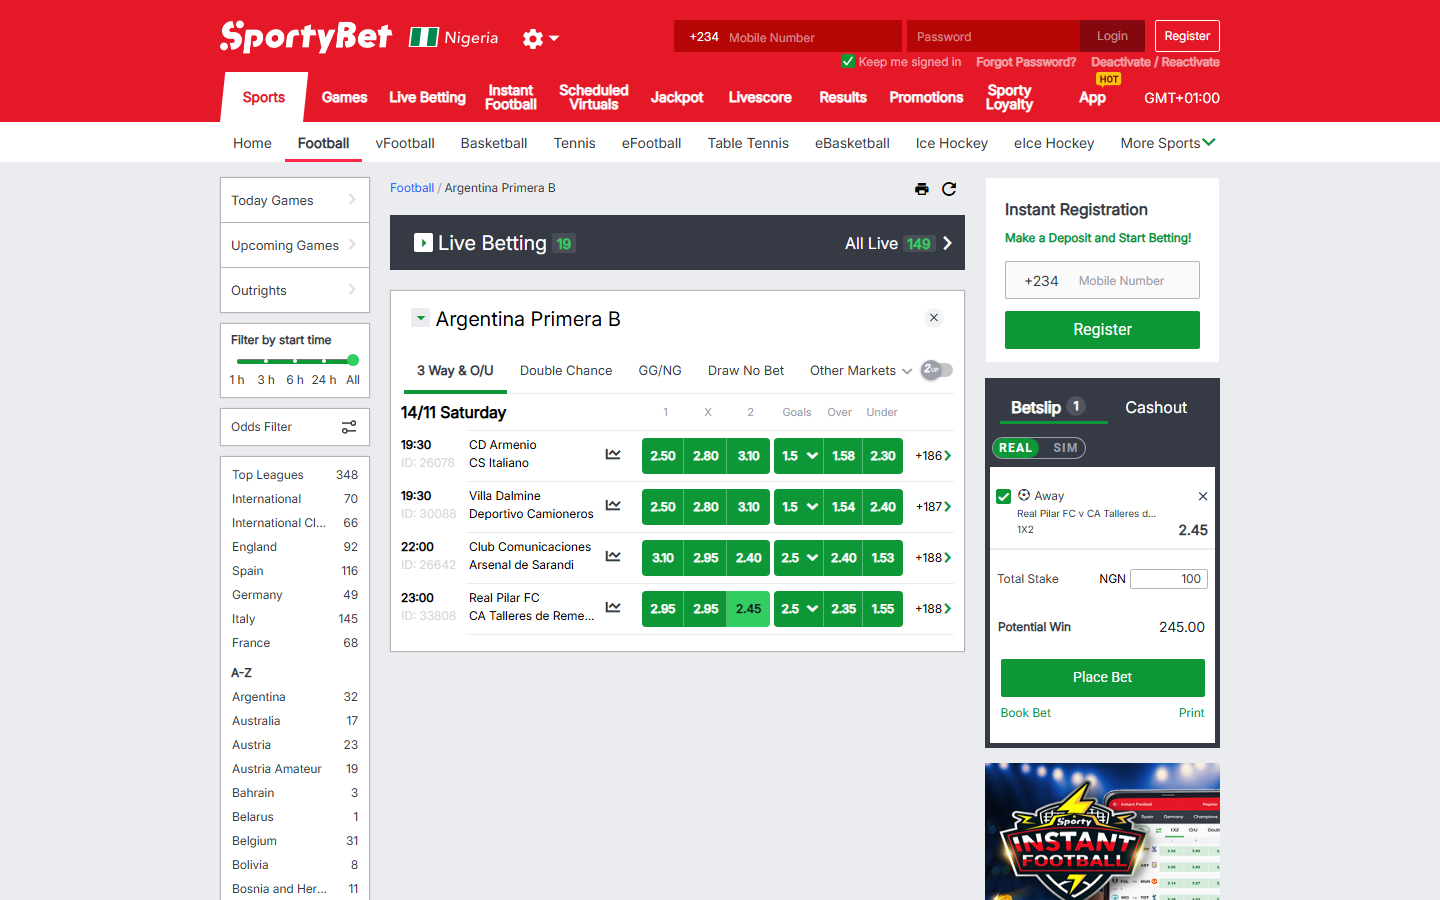 SportyBet
Nigeria
+234 Mobile Number
Password
Login
Register
Keep me signed in
Forgot Password?
Deactivate / Reactivate
Sports
Games
Live Betting
Instant Football
Scheduled Virtuals
Jackpot
Livescore
Results
Promotions
Sporty Loyalty
HOT
App
GMT+01:00
Home
Football
vFootball
Basketball
Tennis
eFootball
Table Tennis
eBasketball
Ice Hockey
eIce Hockey
More Sports
Today Games
Upcoming Games
Outrights
Filter by start time
1 h 3 h 6 h 24 h All
Odds Filter
Top Leagues 348
International 70
International Cl... 66
England 92
Spain 116
Germany 49
Italy 145
France 68
A-Z
Argentina 32
Australia 17
Austria 23
Austria Amateur 19
Bahrain 3
Belarus 1
Belgium 31
Bolivia 8
Bosnia and Her... 11
Football / Argentina Primera B
Live Betting 19
All Live 149
Argentina Primera B
3 Way & O/U
Double Chance
GG/NG
Draw No Bet
Other Markets
2UP
14/11 Saturday 1 X 2 Goals Over Under
19:30 CD Armenio
ID: 26078 CS Italiano
2.50 2.80 3.10 1.5 1.58 2.30 +186
19:30 Villa Dalmine
ID: 30088 Deportivo Camioneros
2.50 2.80 3.10 1.5 1.54 2.40 +187
22:00 Club Comunicaciones
ID: 26642 Arsenal de Sarandi
3.10 2.95 2.40 2.5 2.40 1.53 +188
23:00 Real Pilar FC
ID: 33808 CA Talleres de Reme...
2.95 2.95 2.45 2.5 2.35 1.55 +188
Instant Registration
Make a Deposit and Start Betting!
+234 Mobile Number
Register
Betslip 1
Cashout
REAL SIM
Away
Real Pilar FC v CA Talleres d...
1X2 2.45
Total Stake NGN 100
Potential Win 245.00
Place Bet
Book Bet Print
Sporty
INSTANT
FOOTBALL
Instant Football
Register
Spain Germany Champions
1X2 O/U